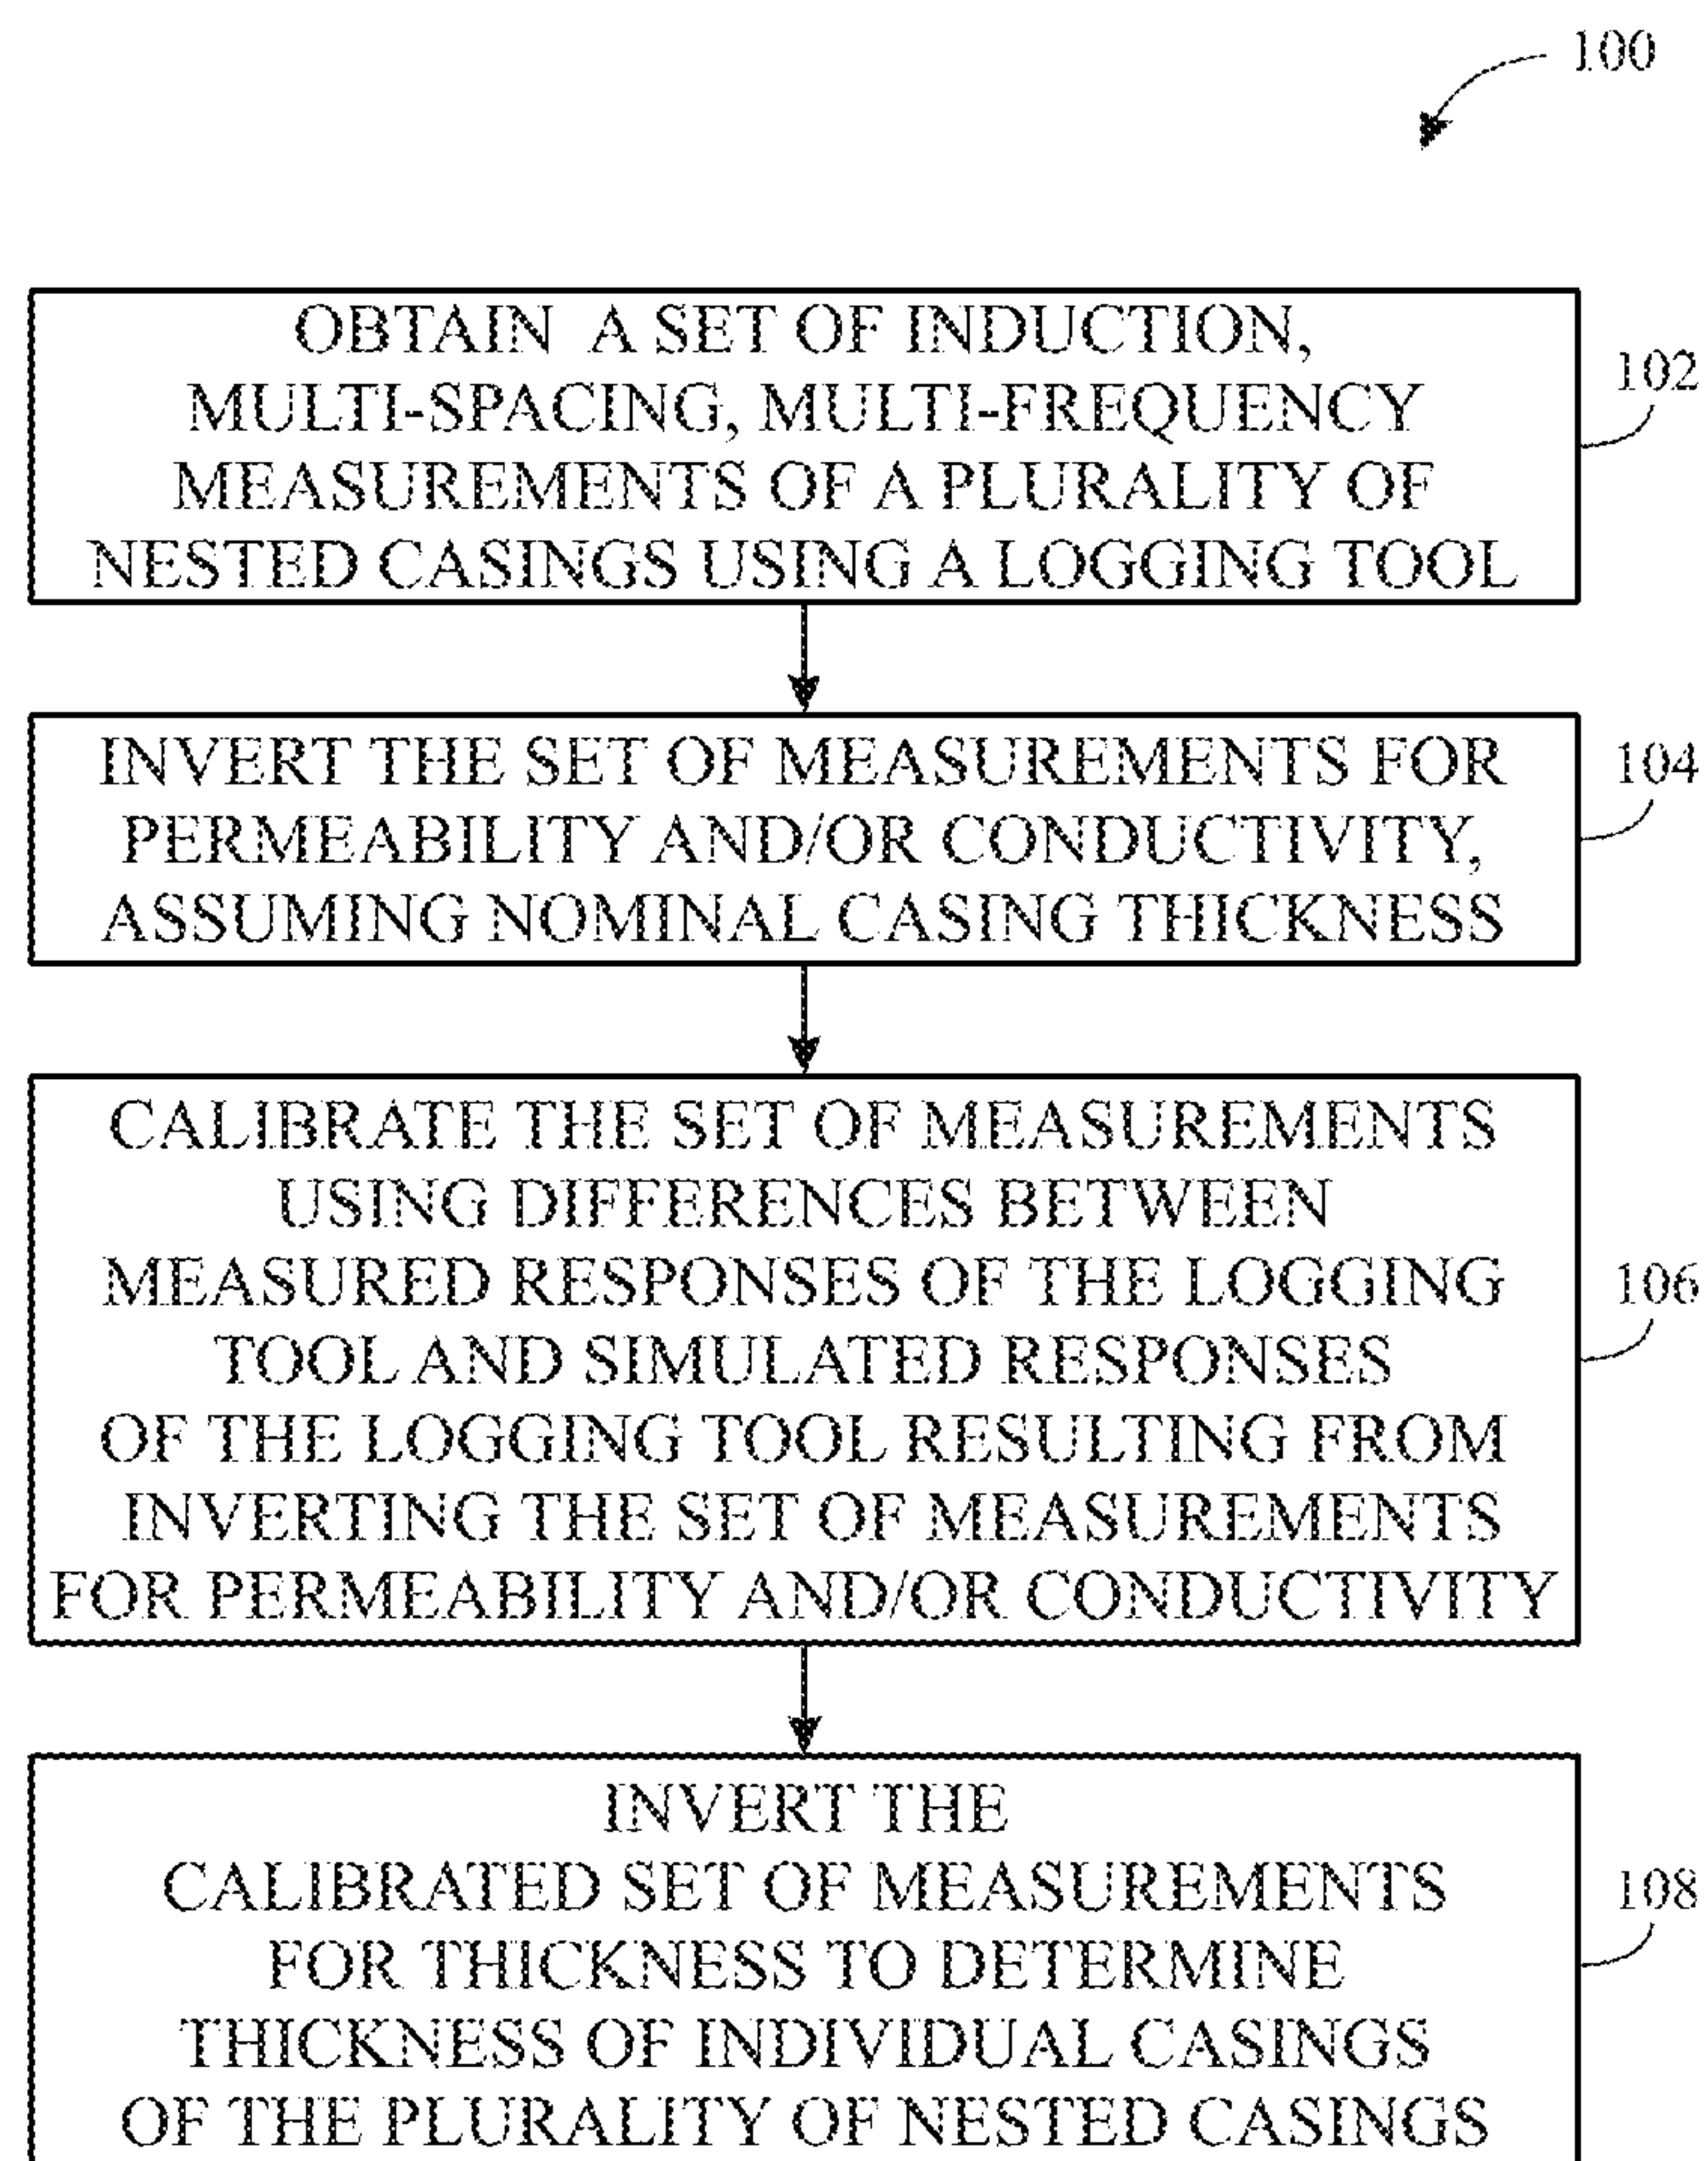 100
OBTAIN A SET OF INDUCTION,
MULTI-SPACING, MULTI-FREQUENCY
MEASUREMENTS OF A PLURALITY OF
NESTED CASINGS USING A LOGGING TOOL
102
INVERT THE SET OF MEASUREMENTS FOR
PERMEABILITY AND/OR CONDUCTIVITY,
ASSUMING NOMINAL CASING THICKNESS
104
CALIBRATE THE SET OF MEASUREMENTS
USING DIFFERENCES BETWEEN
MEASURED RESPONSES OF THE LOGGING
TOOL AND SIMULATED RESPONSES
OF THE LOGGING TOOL RESULTING FROM
INVERTING THE SET OF MEASUREMENTS
FOR PERMEABILITY AND/OR CONDUCTIVITY
106
INVERT THE
CALIBRATED SET OF MEASUREMENTS
FOR THICKNESS TO DETERMINE
THICKNESS OF INDIVIDUAL CASINGS
OF THE PLURALITY OF NESTED CASINGS
108